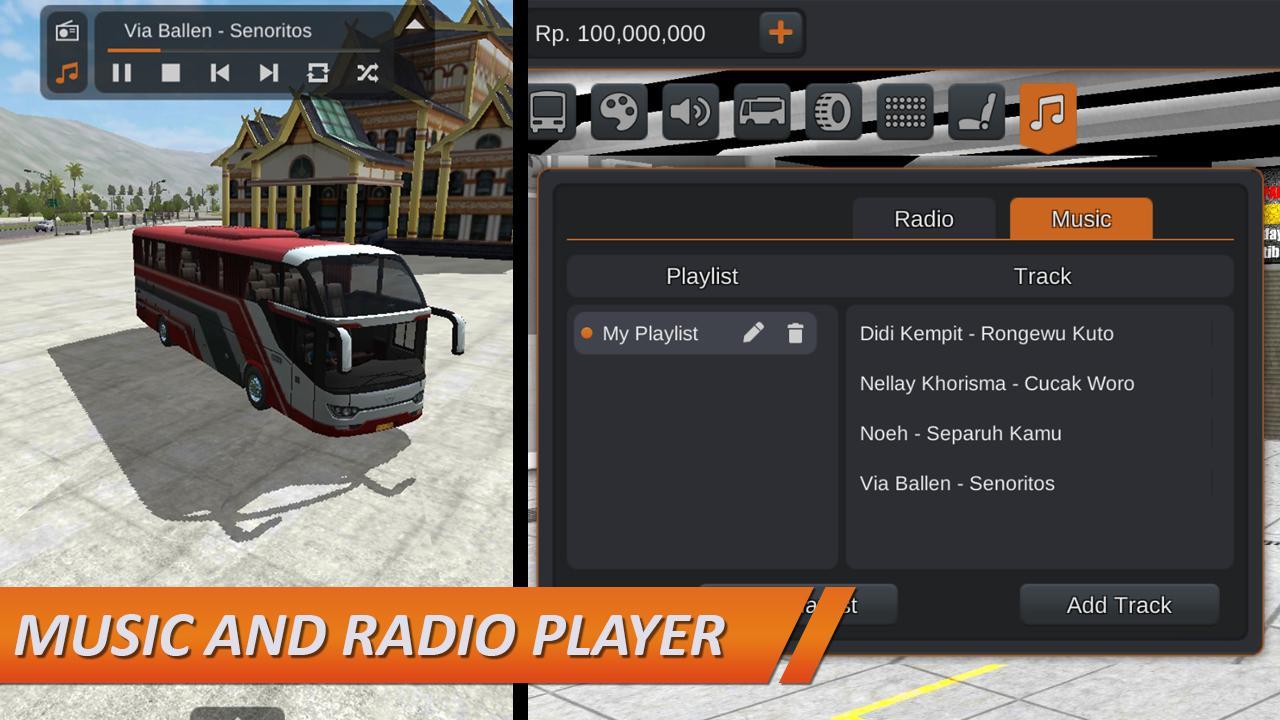 Via Ballen - Senoritos
Rp. 100,000,000
Radio
Music
Playlist
Track
My Playlist
Didi Kempit - Rongewu Kuto
Nellay Khorisma - Cucak Woro
Noeh - Separuh Kamu
Via Ballen - Senoritos
Add Track
MUSIC AND RADIO PLAYER